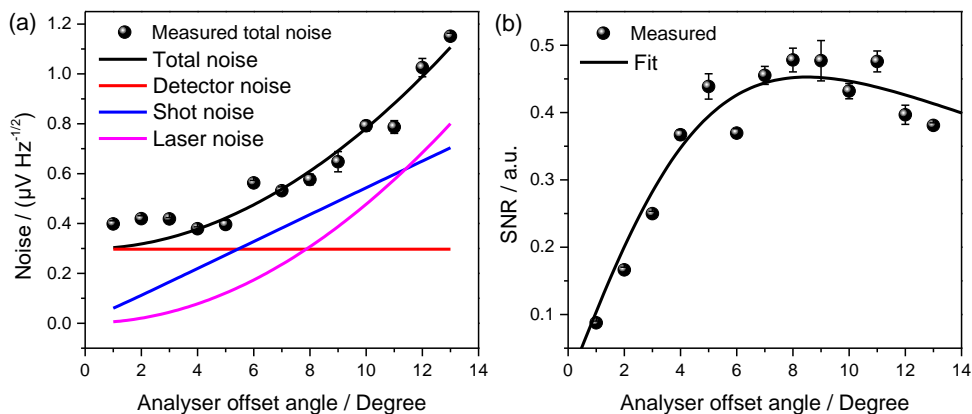 (a)
Measured total noise
Total noise
Detector noise
Shot noise
Laser noise
Noise / (μV Hz-1/2)
1.2
1.0
0.8
0.6
0.4
0.2
0.0
0 2 4 6 8 10 12 14
Analyser offset angle / Degree
(b)
Measured
Fit
SNR / a.u.
0.5
0.4
0.3
0.2
0.1
0 2 4 6 8 10 12 14
Analyser offset angle / Degree